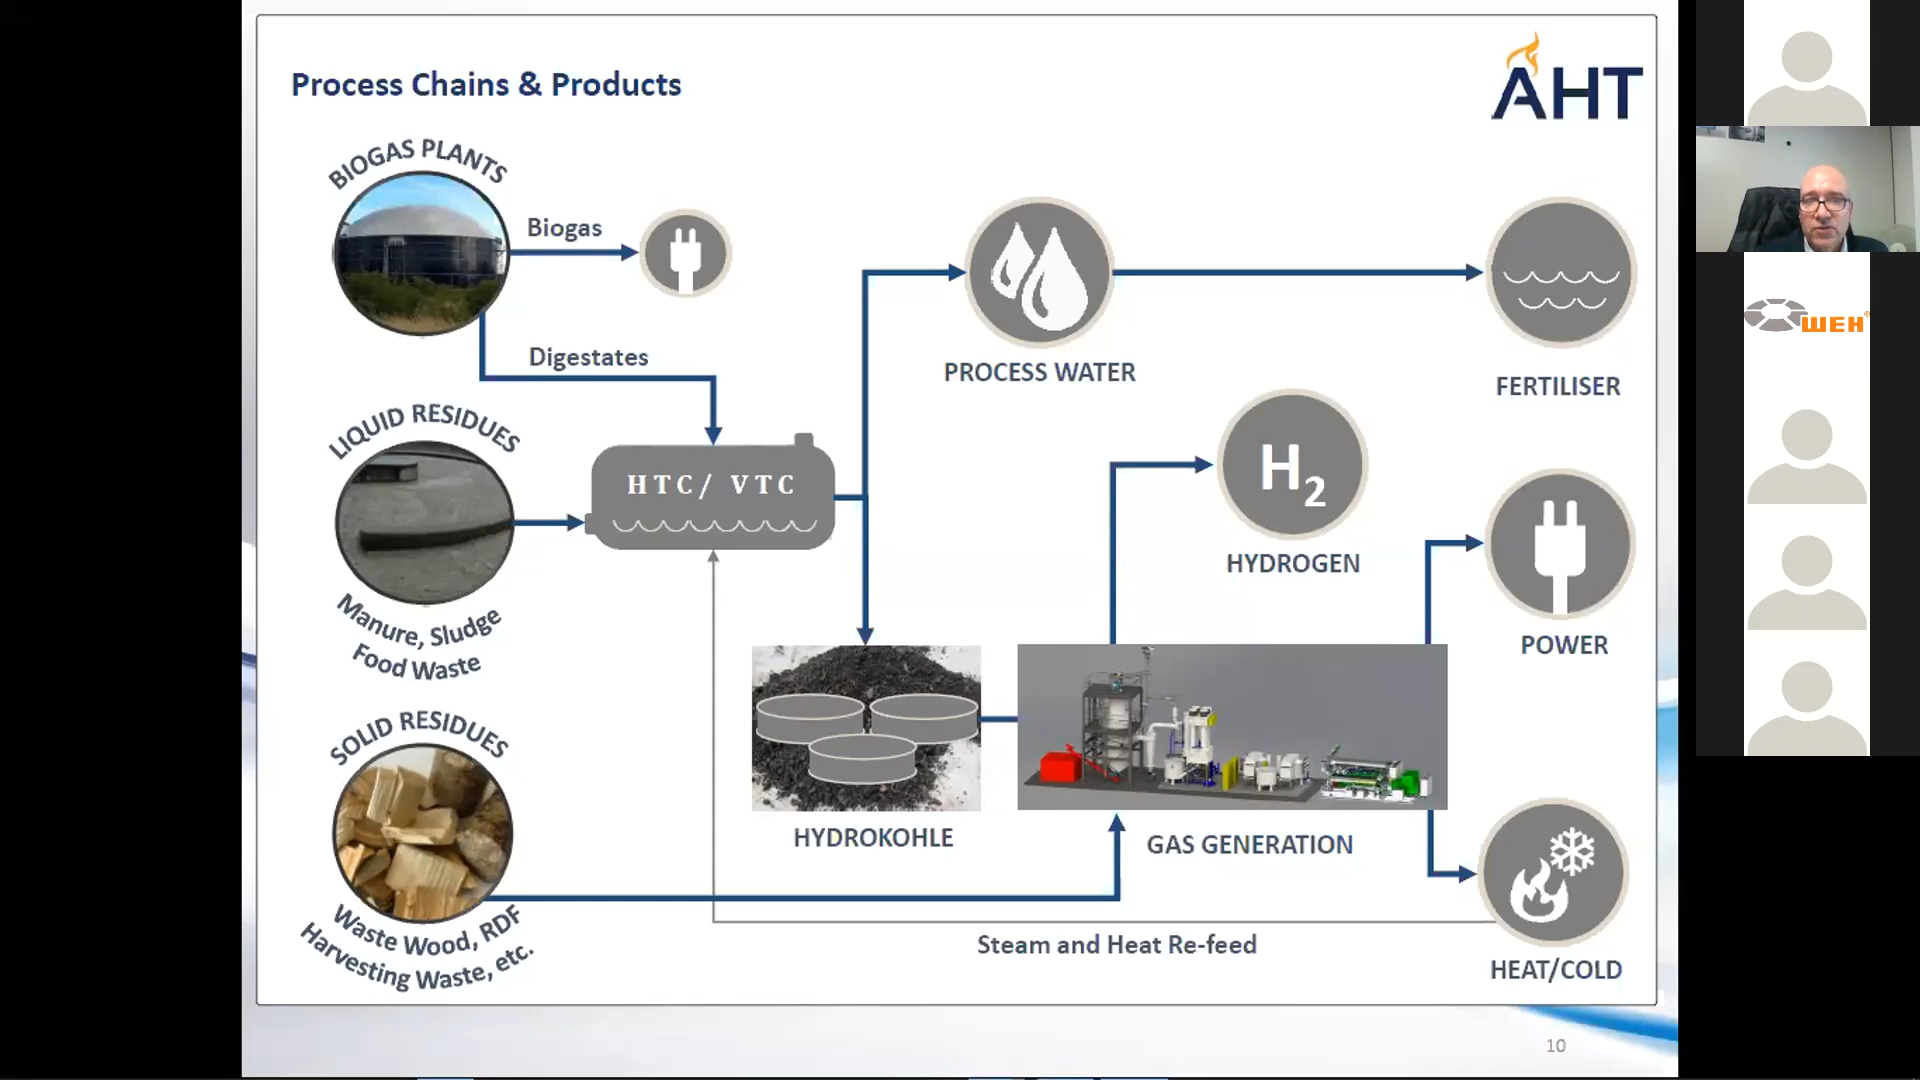 Process Chains & Products
AHT
BIOGAS PLANTS
Biogas
Digestates
LIQUID RESIDUES
Manure, Sludge
Food Waste
SOLID RESIDUES
Waste Wood, RDF
Harvesting Waste, etc.
HTC/ VTC
PROCESS WATER
FERTILISER
H2
HYDROGEN
POWER
HYDROKOHLE
GAS GENERATION
Steam and Heat Re-feed
HEAT/COLD
10
WEH®